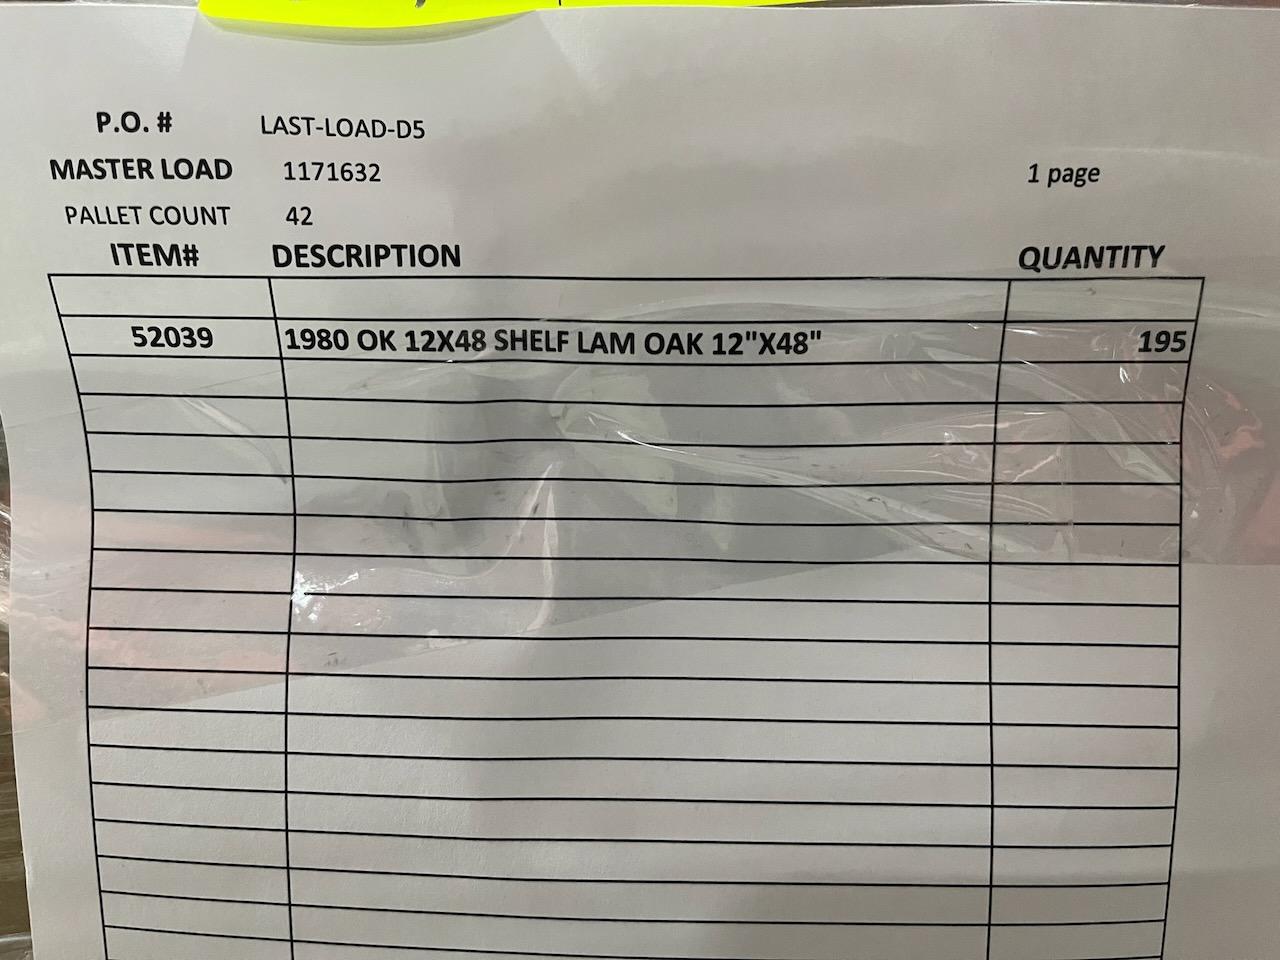 P.O. # LAST-LOAD-D5
MASTER LOAD 1171632 1 page
PALLET COUNT 42
ITEM# DESCRIPTION QUANTITY
52039 1980 OK 12X48 SHELF LAM OAK 12"X48" 195